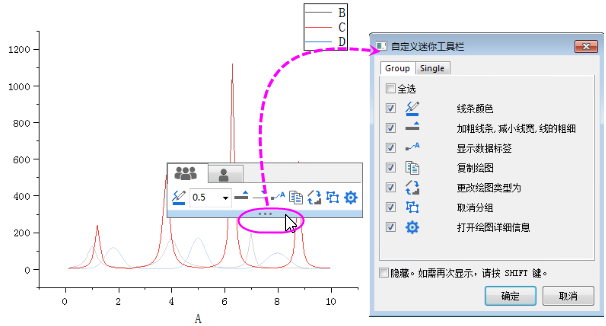 B
C
D
1200
1000
800
600
400
200
0
0
2
4
6
8
10
A
0.5
A
自定义迷你工具栏
Group Single
全选
线条颜色
加粗线条,减小线宽,线的粗细
A 显示数据标签
复制绘图
更改绘图类型为
取消分组
打开绘图详细信息
隐藏。如需再次显示，请按 SHIFT 键。
确定 取消